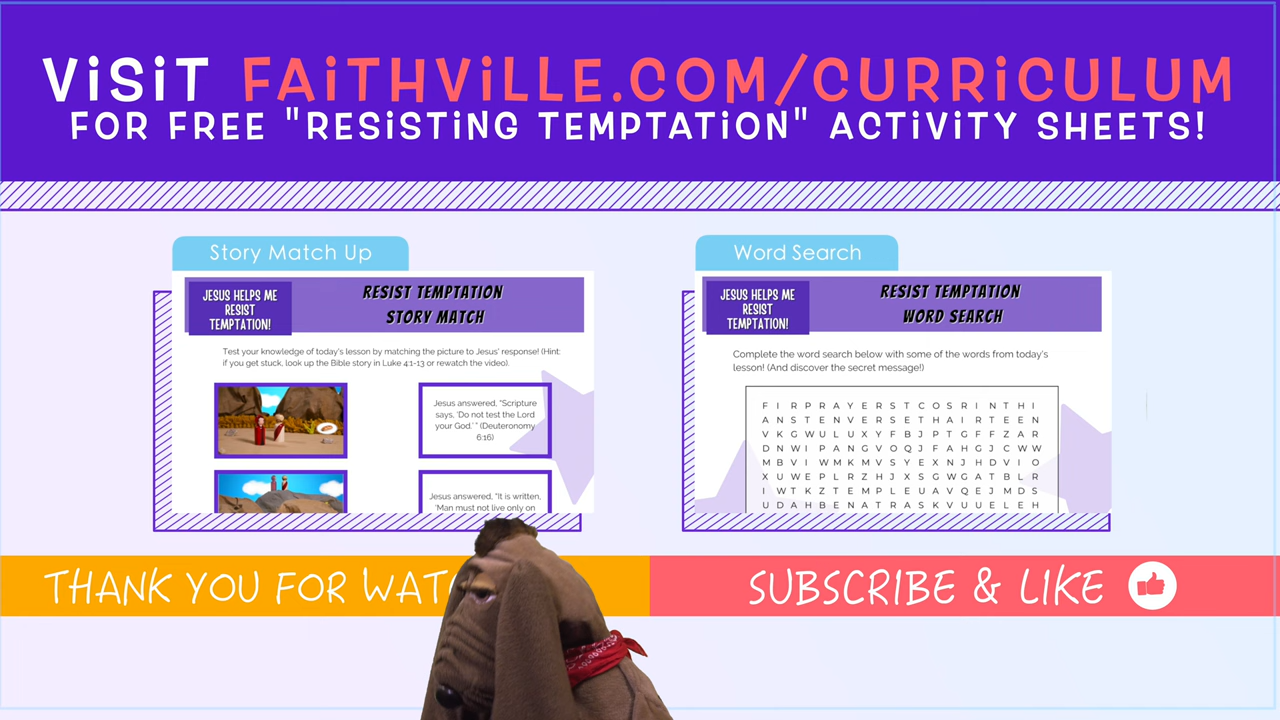 VISIT FAITHVILLE.COM/CURRICULUM
FOR FREE "RESISTING TEMPTATION" ACTIVITY SHEETS!
Story Match Up
JESUS HELPS ME
RESIST
TEMPTATION!
RESIST TEMPTATION
STORY MATCH
Test your knowledge of today's lesson by matching the picture to Jesus' response! (Hint:
if you get stuck, look up the Bible story in Luke 4:1-13 or rewatch the video).
Jesus answered, "Scripture
says, 'Do not test the Lord
your God.' " (Deuteronomy
6:16)
Jesus answered, "It is written,
'Man must not live only on
Word Search
JESUS HELPS ME
RESIST
TEMPTATION!
RESIST TEMPTATION
WORD SEARCH
Complete the word search below with some of the words from today's
lesson! (And discover the secret message!)
F I R P R A Y E R S T C O S R I N T H I
A N S T E N V E R S E T H A I R T E E N
V K G W U L U X Y F B J P T G F F Z A R
D N W I P A N G V O Q J F A H G J C W W
M B V I W M K M V S Y E X N J H D V I O
X U W E P L R Z H J X S G W G A T B L R
I W T K Z T E M P L E U A V Q E J M D S
U D A H B E N A T R A S K V U U E L E H
THANK YOU FOR WATC
SUBSCRIBE & LIKE